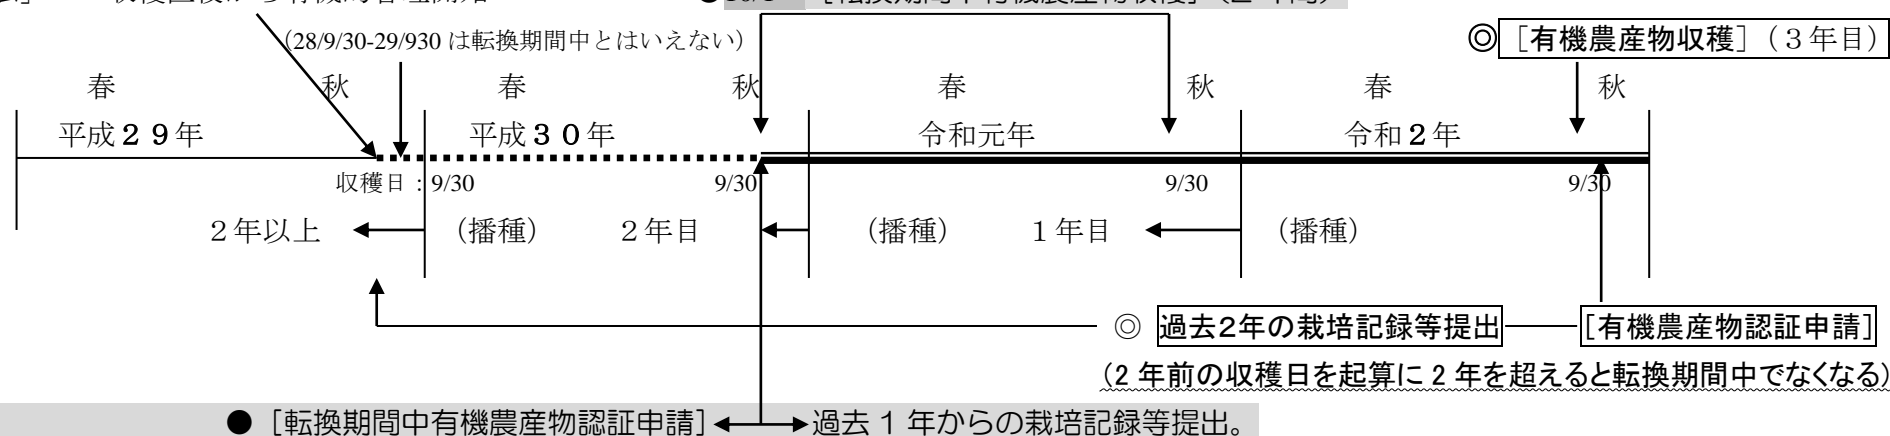 (28/9/30-29/930 は転換期間中とはいえない)
◎ [有機農産物収穫] (３年目)
春 秋 春 秋 春 秋 春 秋
平成２９年 平成３０年 令和元年 令和２年
収穫日：9/30 9/30 9/30 9/30
２年以上 (播種) ２年目 (播種) １年目 (播種)
◎ 過去2年の栽培記録等提出 [有機農産物認証申請]
(2 年前の収穫日を起算に 2 年を超えると転換期間中でなくなる)
● [転換期間中有機農産物認証申請] 過去 1 年からの栽培記録等提出。